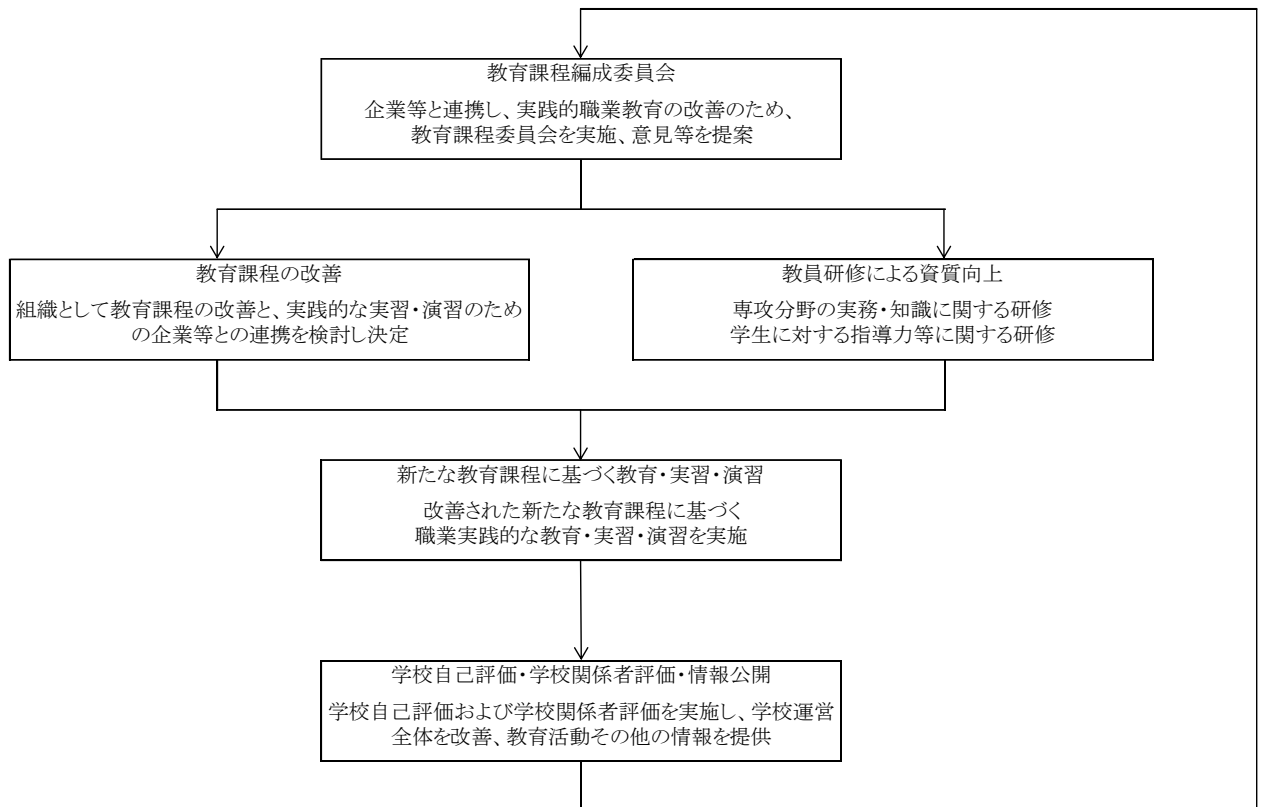 教育課程編成委員会
企業等と連携し、実践的職業教育の改善のため、
教育課程委員会を実施、意見等を提案
教育課程の改善
組織として教育課程の改善と、実践的な実習・演習のため
の企業等との連携を検討し決定
教員研修による資質向上
専攻分野の実務・知識に関する研修
学生に対する指導力等に関する研修
新たな教育課程に基づく教育・実習・演習
改善された新たな教育課程に基づく
職業実践的な教育・実習・演習を実施
学校自己評価・学校関係者評価・情報公開
学校自己評価および学校関係者評価を実施し、学校運営
全体を改善、教育活動その他の情報を提供